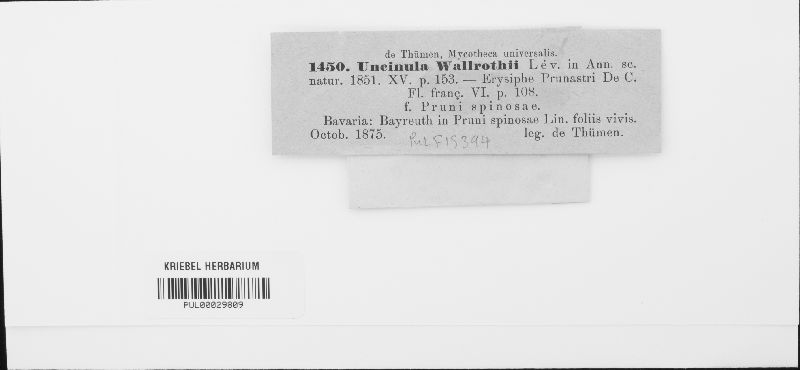 de Thümen, Mycotheca universalis.
1450. Uncinula Wallrothii Lév. in Ann. sc.
natur. 1851. XV. p. 153. — Erysiphe Prunastri De C.
Fl. franç. VI. p. 108.
f. Pruni spinosae.
Bavaria: Bayreuth in Pruni spinosae Lin. foliis vivis.
Octob. 1875. leg. de Thümen.
PUL F15394
KRIEBEL HERBARIUM
PUL00029809